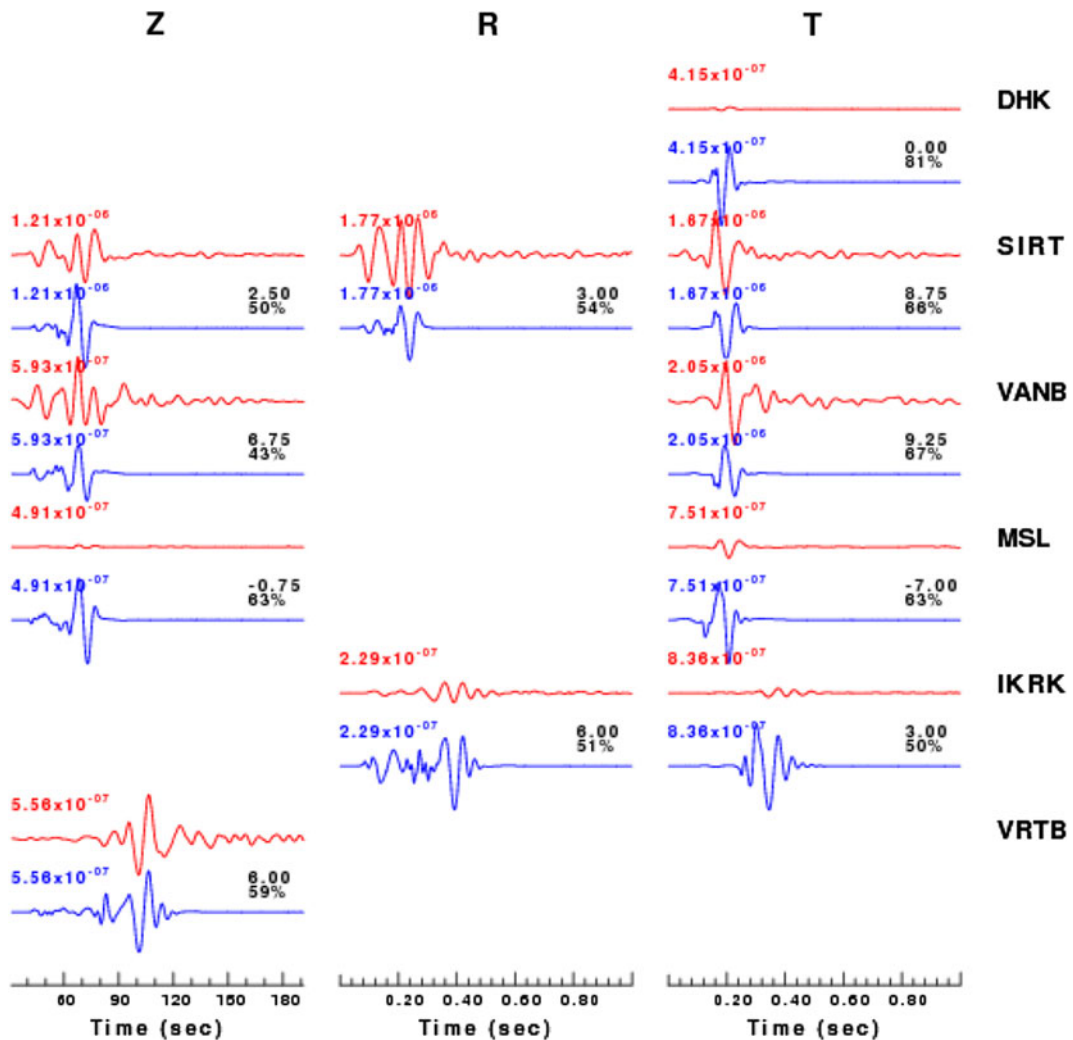 Z R T
4.15x10-07
DHK
4.15x10-07 0.00
81%
1.21x10-06 1.77x10-06 1.67x10-06
SIRT
1.21x10-06 2.50 1.77x10-06 3.00 1.67x10-06 8.75
50% 54% 66%
5.93x10-07 2.05x10-06
VANB
5.93x10-07 6.75 2.05x10-06 9.25
43% 67%
4.91x10-07 7.51x10-07
MSL
4.91x10-07 -0.75 7.51x10-07 -7.00
63% 63%
2.29x10-07 8.36x10-07
IKRK
2.29x10-07 6.00 8.36x10-07 3.00
51% 50%
5.56x10-07
VRTB
5.56x10-07 6.00
59%
60 90 120 150 180 0.20 0.40 0.60 0.80 0.20 0.40 0.60 0.80
Time (sec) Time (sec) Time (sec)